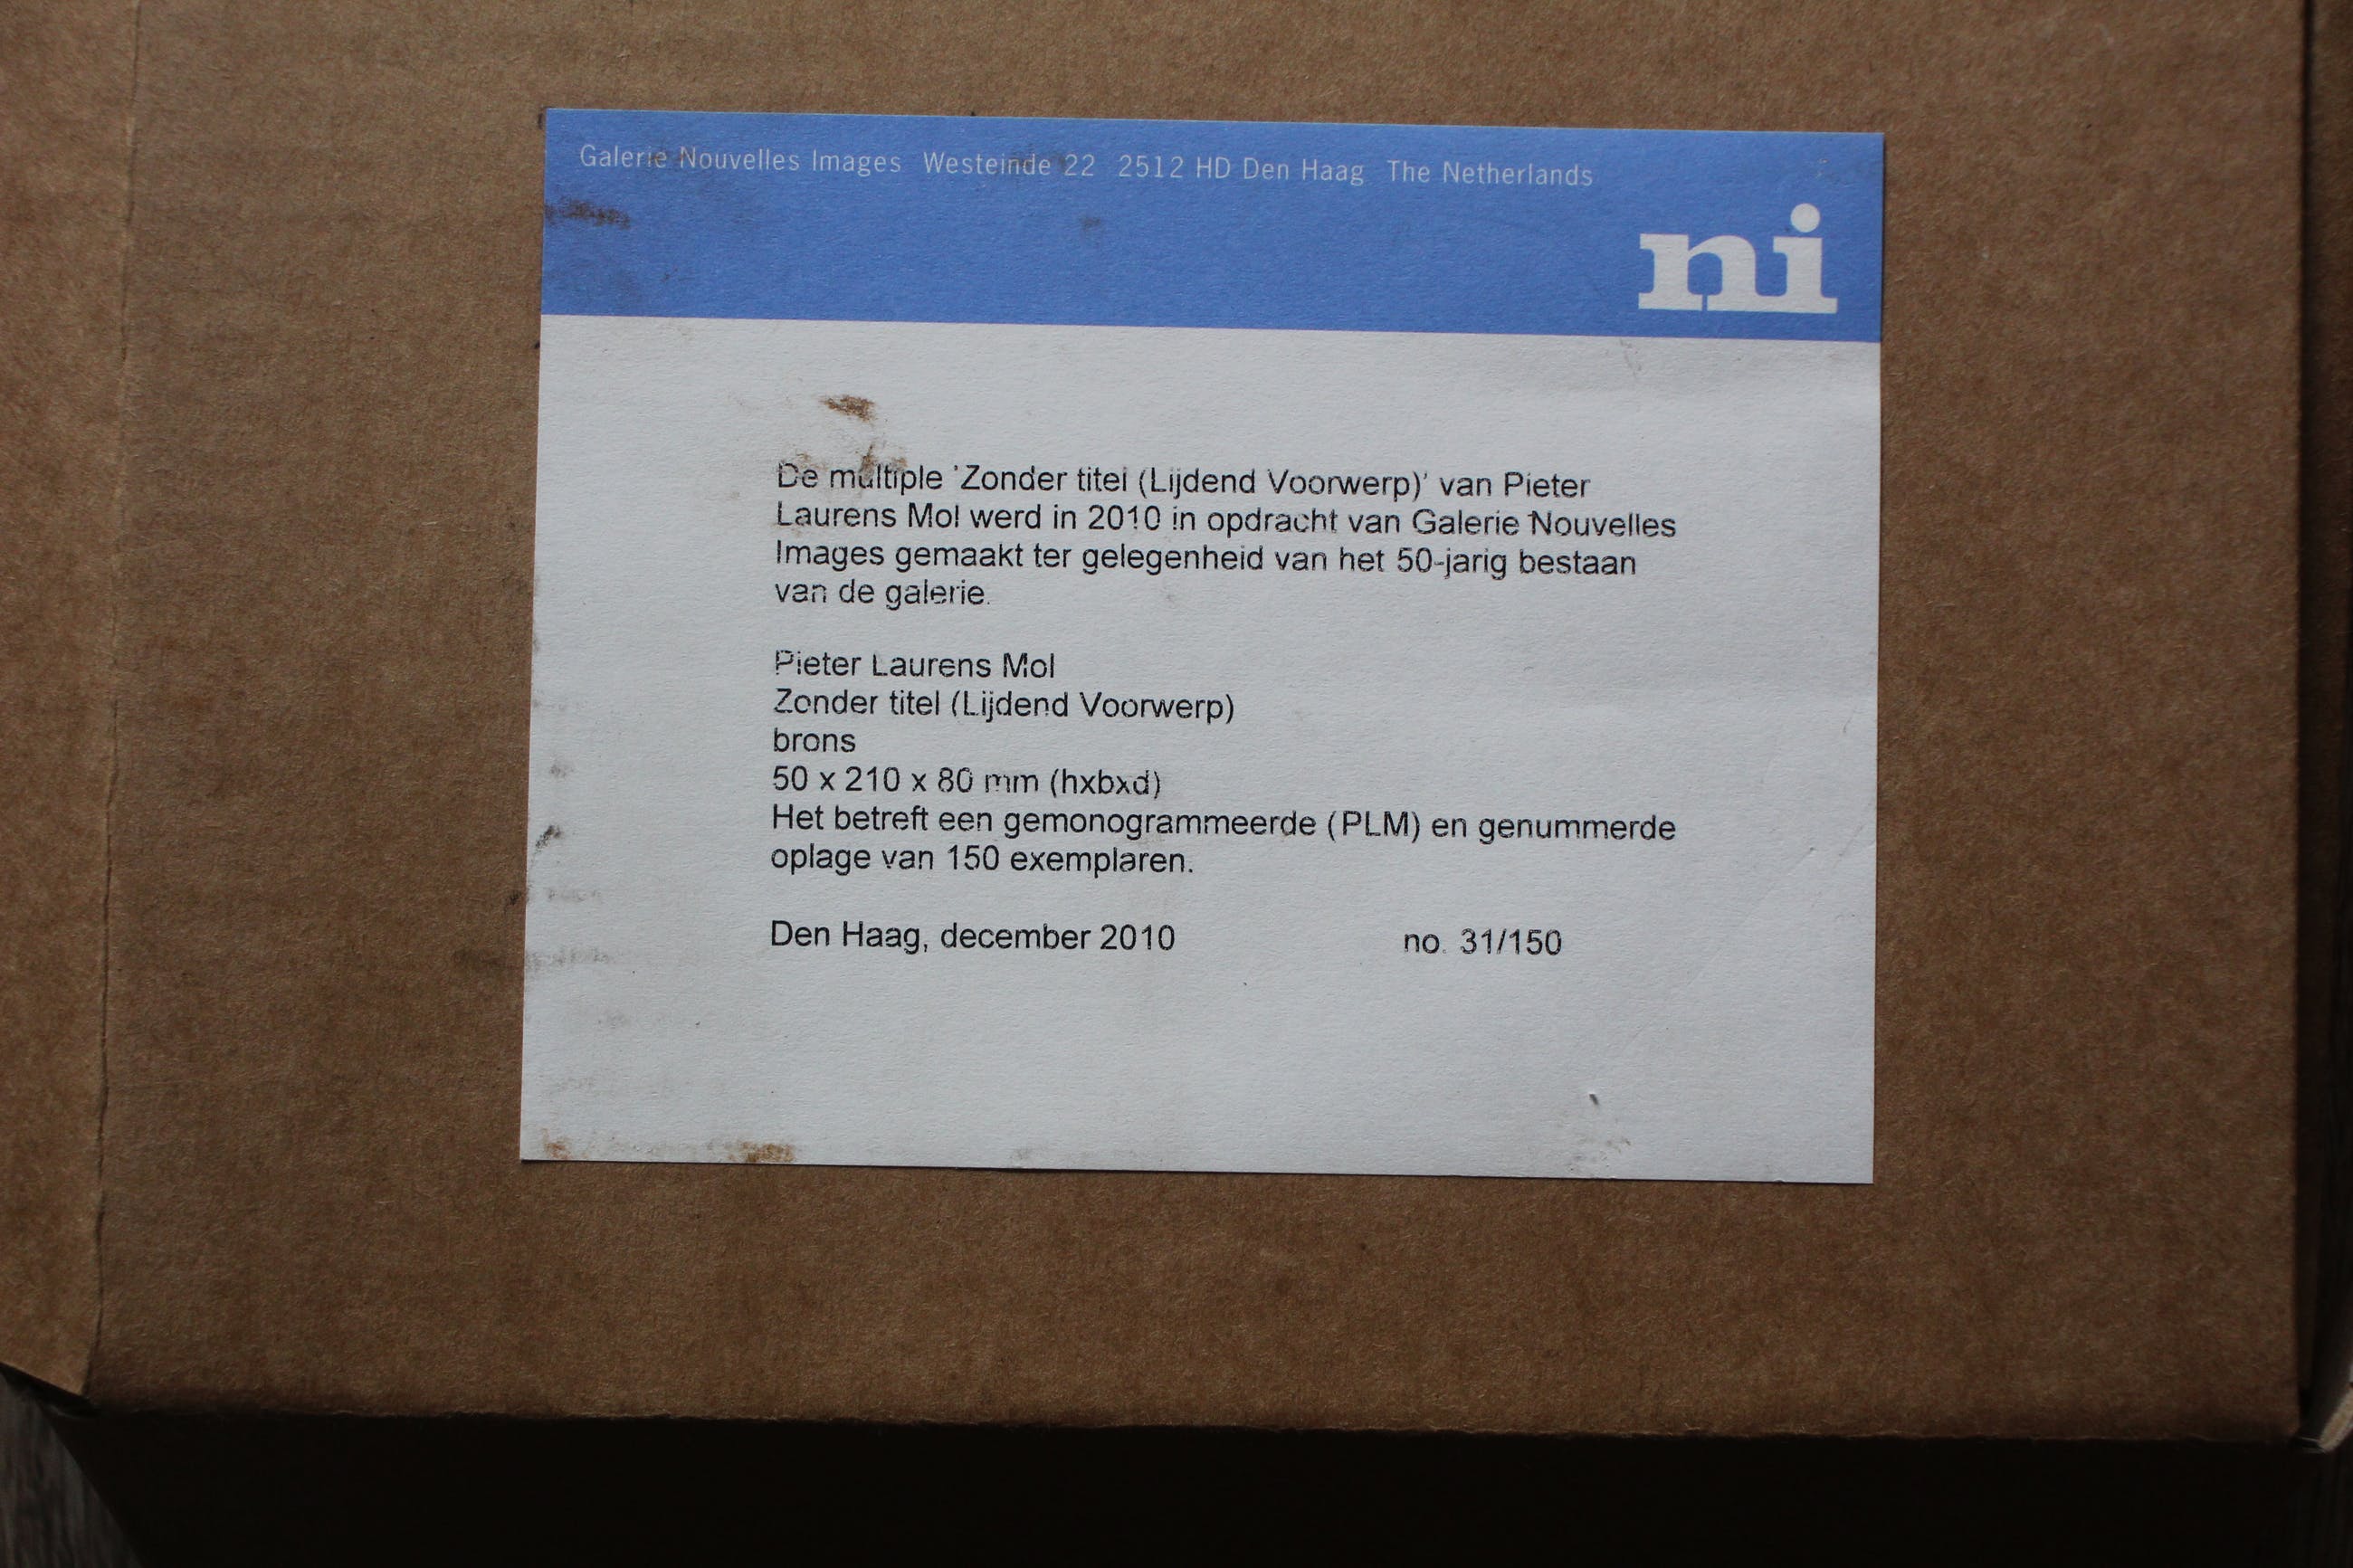 Galerie Nouvelles Images Westeinde 22 2512 HD Den Haag The Netherlands
ni
De multiple 'Zonder titel (Lijdend Voorwerp)' van Pieter
Laurens Mol werd in 2010 in opdracht van Galerie Nouvelles
Images gemaakt ter gelegenheid van het 50-jarig bestaan
van de galerie.
Pieter Laurens Mol
Zonder titel (Lijdend Voorwerp)
brons
50 x 210 x 80 mm (hxbxd)
Het betreft een gemonogrammeerde (PLM) en genummerde
oplage van 150 exemplaren.
Den Haag, december 2010 no. 31/150